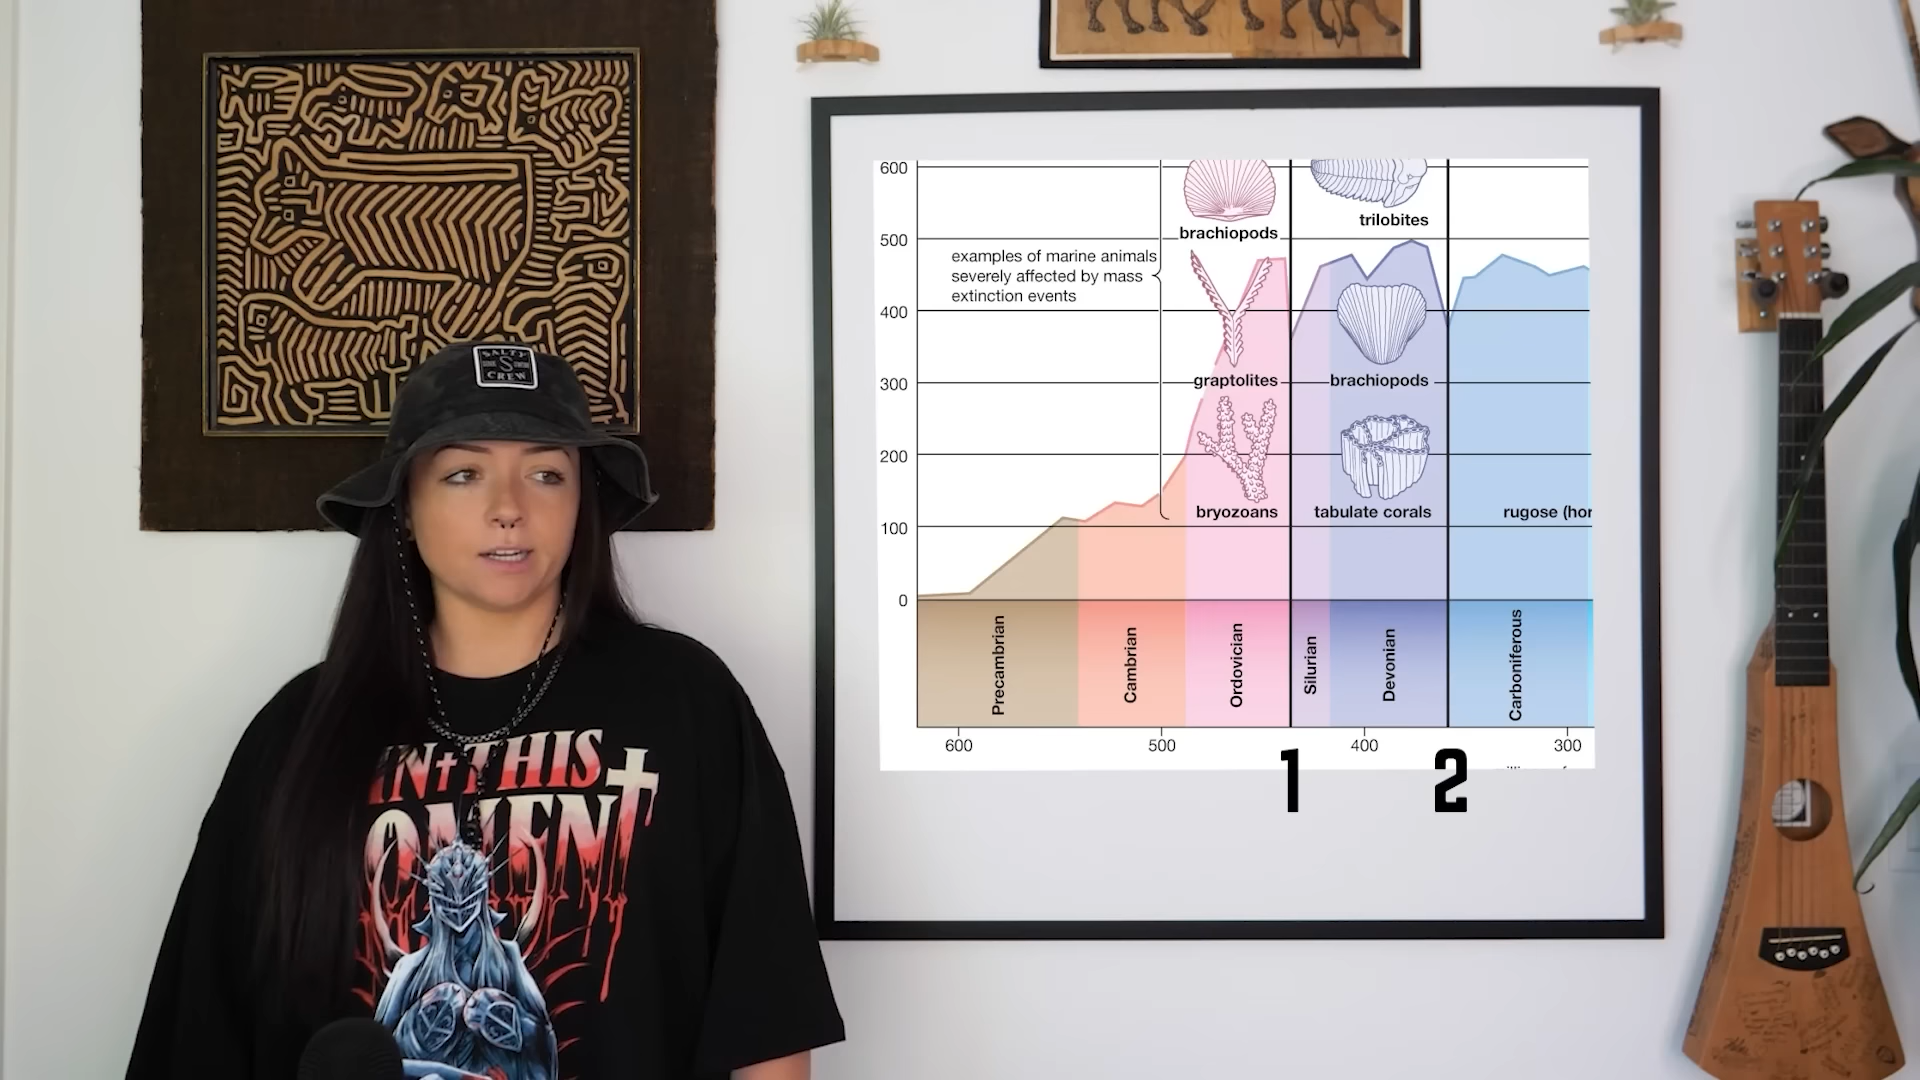 SALTY
S
CREW
IN THIS
MOMENT
600
brachiopods
trilobites
500
examples of marine animals
severely affected by mass
extinction events
400
300
graptolites
brachiopods
200
bryozoans
tabulate corals
rugose (hor
100
0
Precambrian
Cambrian
Ordovician
Silurian
Devonian
Carboniferous
600
500
400
300
1
2